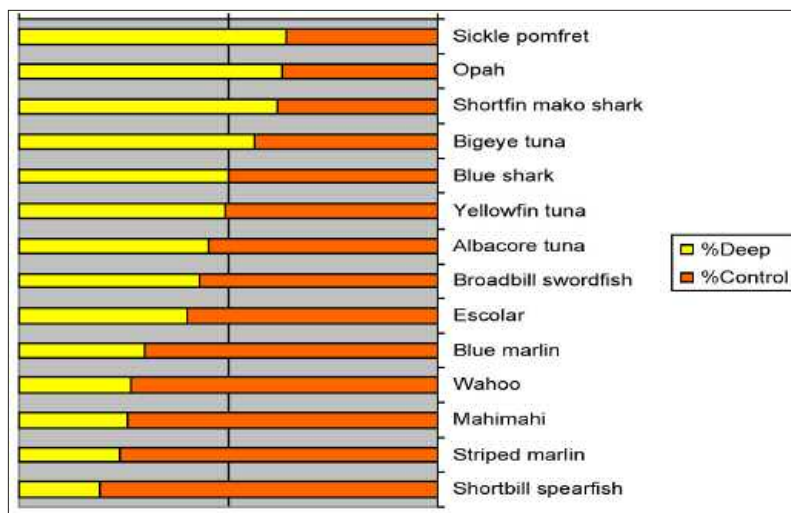 Sickle pomfret
Opah
Shortfin mako shark
Bigeye tuna
Blue shark
Yellowfin tuna
Albacore tuna
Broadbill swordfish
Escolar
Blue marlin
Wahoo
Mahimahi
Striped marlin
Shortbill spearfish
%Deep
%Control